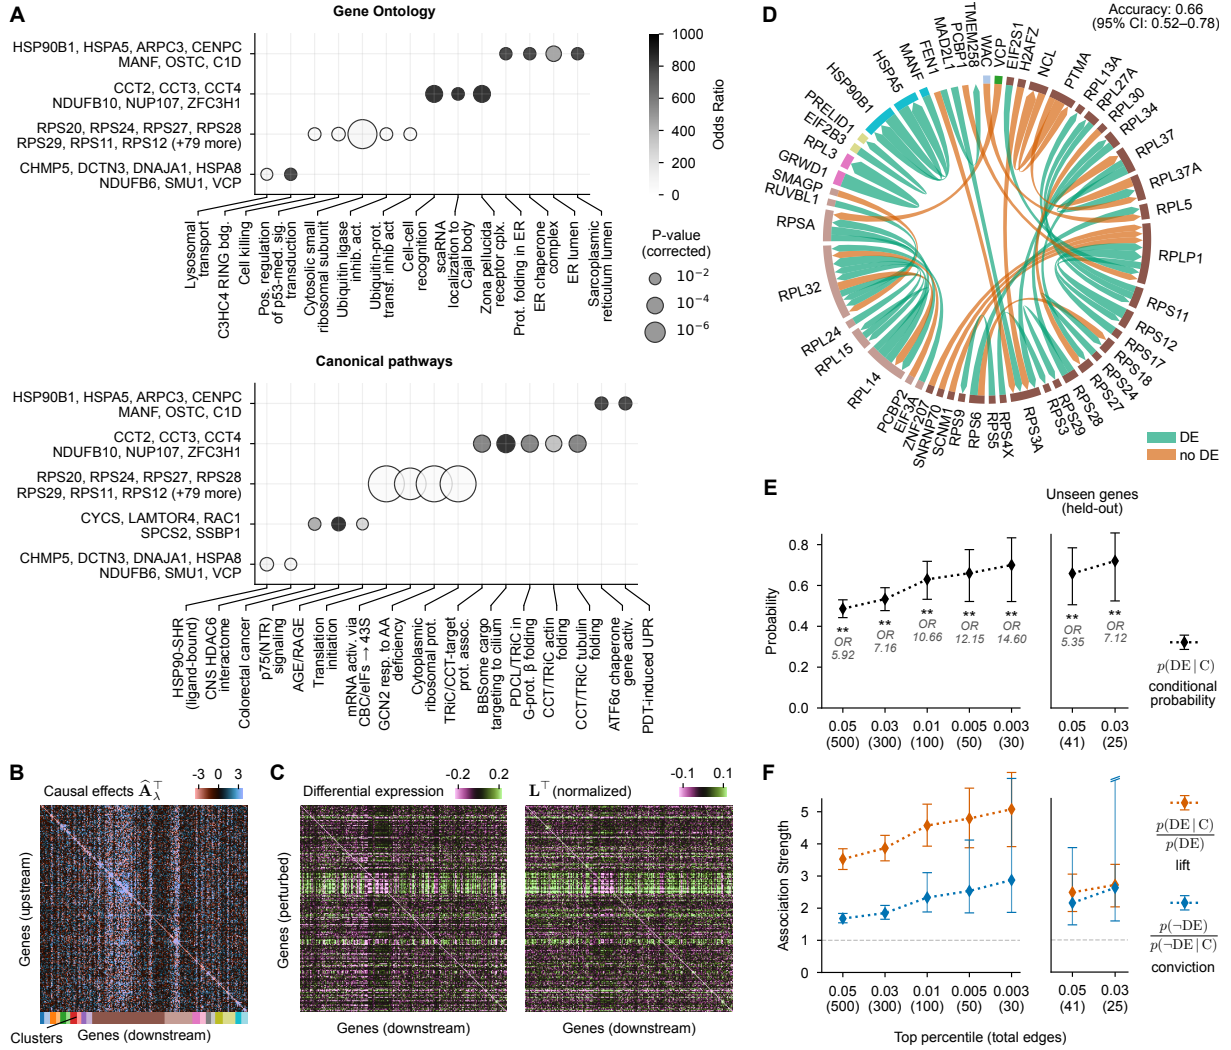 A
Gene Ontology
HSP90B1, HSPA5, ARPC3, CENPC
MANF, OSTC, C1D
CCT2, CCT3, CCT4
NDUFB10, NUP107, ZFC3H1
RPS20, RPS24, RPS27, RPS28
RPS29, RPS11, RPS12 (+79 more)
CHMP5, DCTN3, DNAJA1, HSPA8
NDUFB6, SMU1, VCP
Lysosomal
transport
C3HC4 RING bdg.
Cell killing
Pos. regulation
of p53-med. sig.
transduction
Cytosolic small
ribosomal subunit
Ubiquitin ligase
inhib. act.
Ubiquitin-prot.
transf. inhib act
Cell-cell
recognition
scaRNA
localization to
Cajal body
Zona pellucida
receptor cplx.
Prot. folding in ER
ER chaperone
complex
ER lumen
Sarcoplasmic
reticulum lumen
1000
800
600
400
200
0
Odds Ratio
P-value
(corrected)
10−2
10−4
10−6
Canonical pathways
HSP90B1, HSPA5, ARPC3, CENPC
MANF, OSTC, C1D
CCT2, CCT3, CCT4
NDUFB10, NUP107, ZFC3H1
RPS20, RPS24, RPS27, RPS28
RPS29, RPS11, RPS12 (+79 more)
CYCS, LAMTOR4, RAC1
SPCS2, SSBP1
CHMP5, DCTN3, DNAJA1, HSPA8
NDUFB6, SMU1, VCP
HSP90-SHR
(ligand-bound)
CNS HDAC6
interactome
Colorectal cancer
p75(NTR)
signaling
AGE/RAGE
Translation
initiation
mRNA activ. via
CBC/eIFs → 43S
GCN2 resp. to AA
deficiency
Cytoplasmic
ribosomal prot.
TRiC/CCT-target
prot. assoc.
BBSome cargo
targeting to cilium
PDCL/TRiC in
G-prot. β folding
CCT/TRiC actin
folding
CCT/TRiC tubulin
folding
ATF6α chaperone
gene activ.
PDT-induced UPR
B
Causal effects Â⊤λ
-3 0 3
Genes (upstream)
Clusters
Genes (downstream)
C
Differential expression
-0.2 0.2
Genes (perturbed)
Genes (downstream)
L⊤ (normalized)
-0.1 0.1
Genes (downstream)
D
Accuracy: 0.66
(95% CI: 0.52–0.78)
SMAGP
RUVBL1
GRWD1
RPL3
EIF2B3
PRELID1
HSP90B1
HSPA5
MANF
FEN1
MAD2L1
PCBP1
TMEM258
WAC
VCP
EIF2S1
H2AFZ
NCL
PTMA
RPL13A
RPL27A
RPL30
RPL34
RPL37
RPL37A
RPL5
RPLP1
RPS11
RPS12
RPS17
RPS18
RPS24
RPS27
RPS28
RPS29
RPS3
RPS3A
RPS4X
RPS5
RPS6
RPS9
SCNM1
SNRNP70
ZNF207
EIF3A
PCBP2
RPL14
RPL15
RPL24
RPL32
RPSA
DE
no DE
E
Unseen genes
(held-out)
Probability
0.8
0.6
0.4
0.2
0.0
**
OR
5.92
**
OR
7.16
**
OR
10.66
**
OR
12.15
**
OR
14.60
**
OR
5.35
**
OR
7.12
0.05 0.03 0.01 0.005 0.003 0.05 0.03
(500) (300) (100) (50) (30) (41) (25)
p(DE | C)
conditional
probability
F
Association Strength
5
4
3
2
1
0
0.05 0.03 0.01 0.005 0.003 0.05 0.03
(500) (300) (100) (50) (30) (41) (25)
Top percentile (total edges)
p(DE | C)
p(DE)
lift
p(¬DE)
p(¬DE | C)
conviction